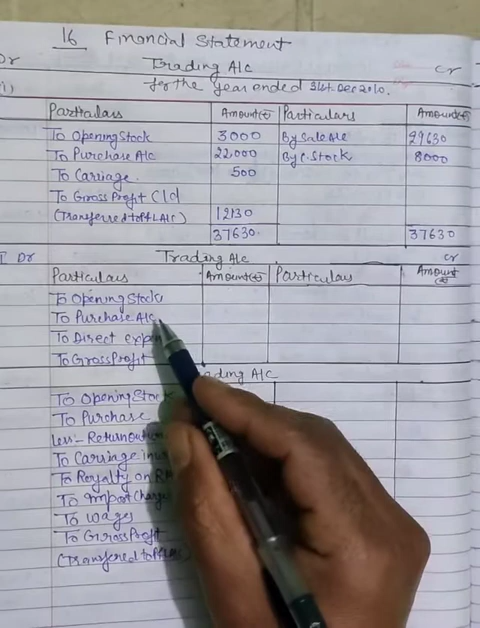 16 Financial Statement
Dr Trading A/c Cr
for the year ended 31st Dec 2010.
Particulars Amount(₹) Particulars Amount(₹)
To Opening Stock 3000 By Sale A/c 29630
To Purchase A/c 22,000 By C. Stock 8000
To Carriage. 500
To Gross Profit C/d
(Transferred to P/L A/c) 12130
37630 37630
Dr Trading A/c Cr
Particulars Amount(₹) Particulars Amount (₹)
To Opening Stock
To Purchase A/c
To Direct expen
To Gross Profit
ading A/c
To Opening Stock
To Purchase
Less- Return
To Carriage
To Royalty on
To Import Charges
To Wages
To Gross Profit
(Transferred to P/L